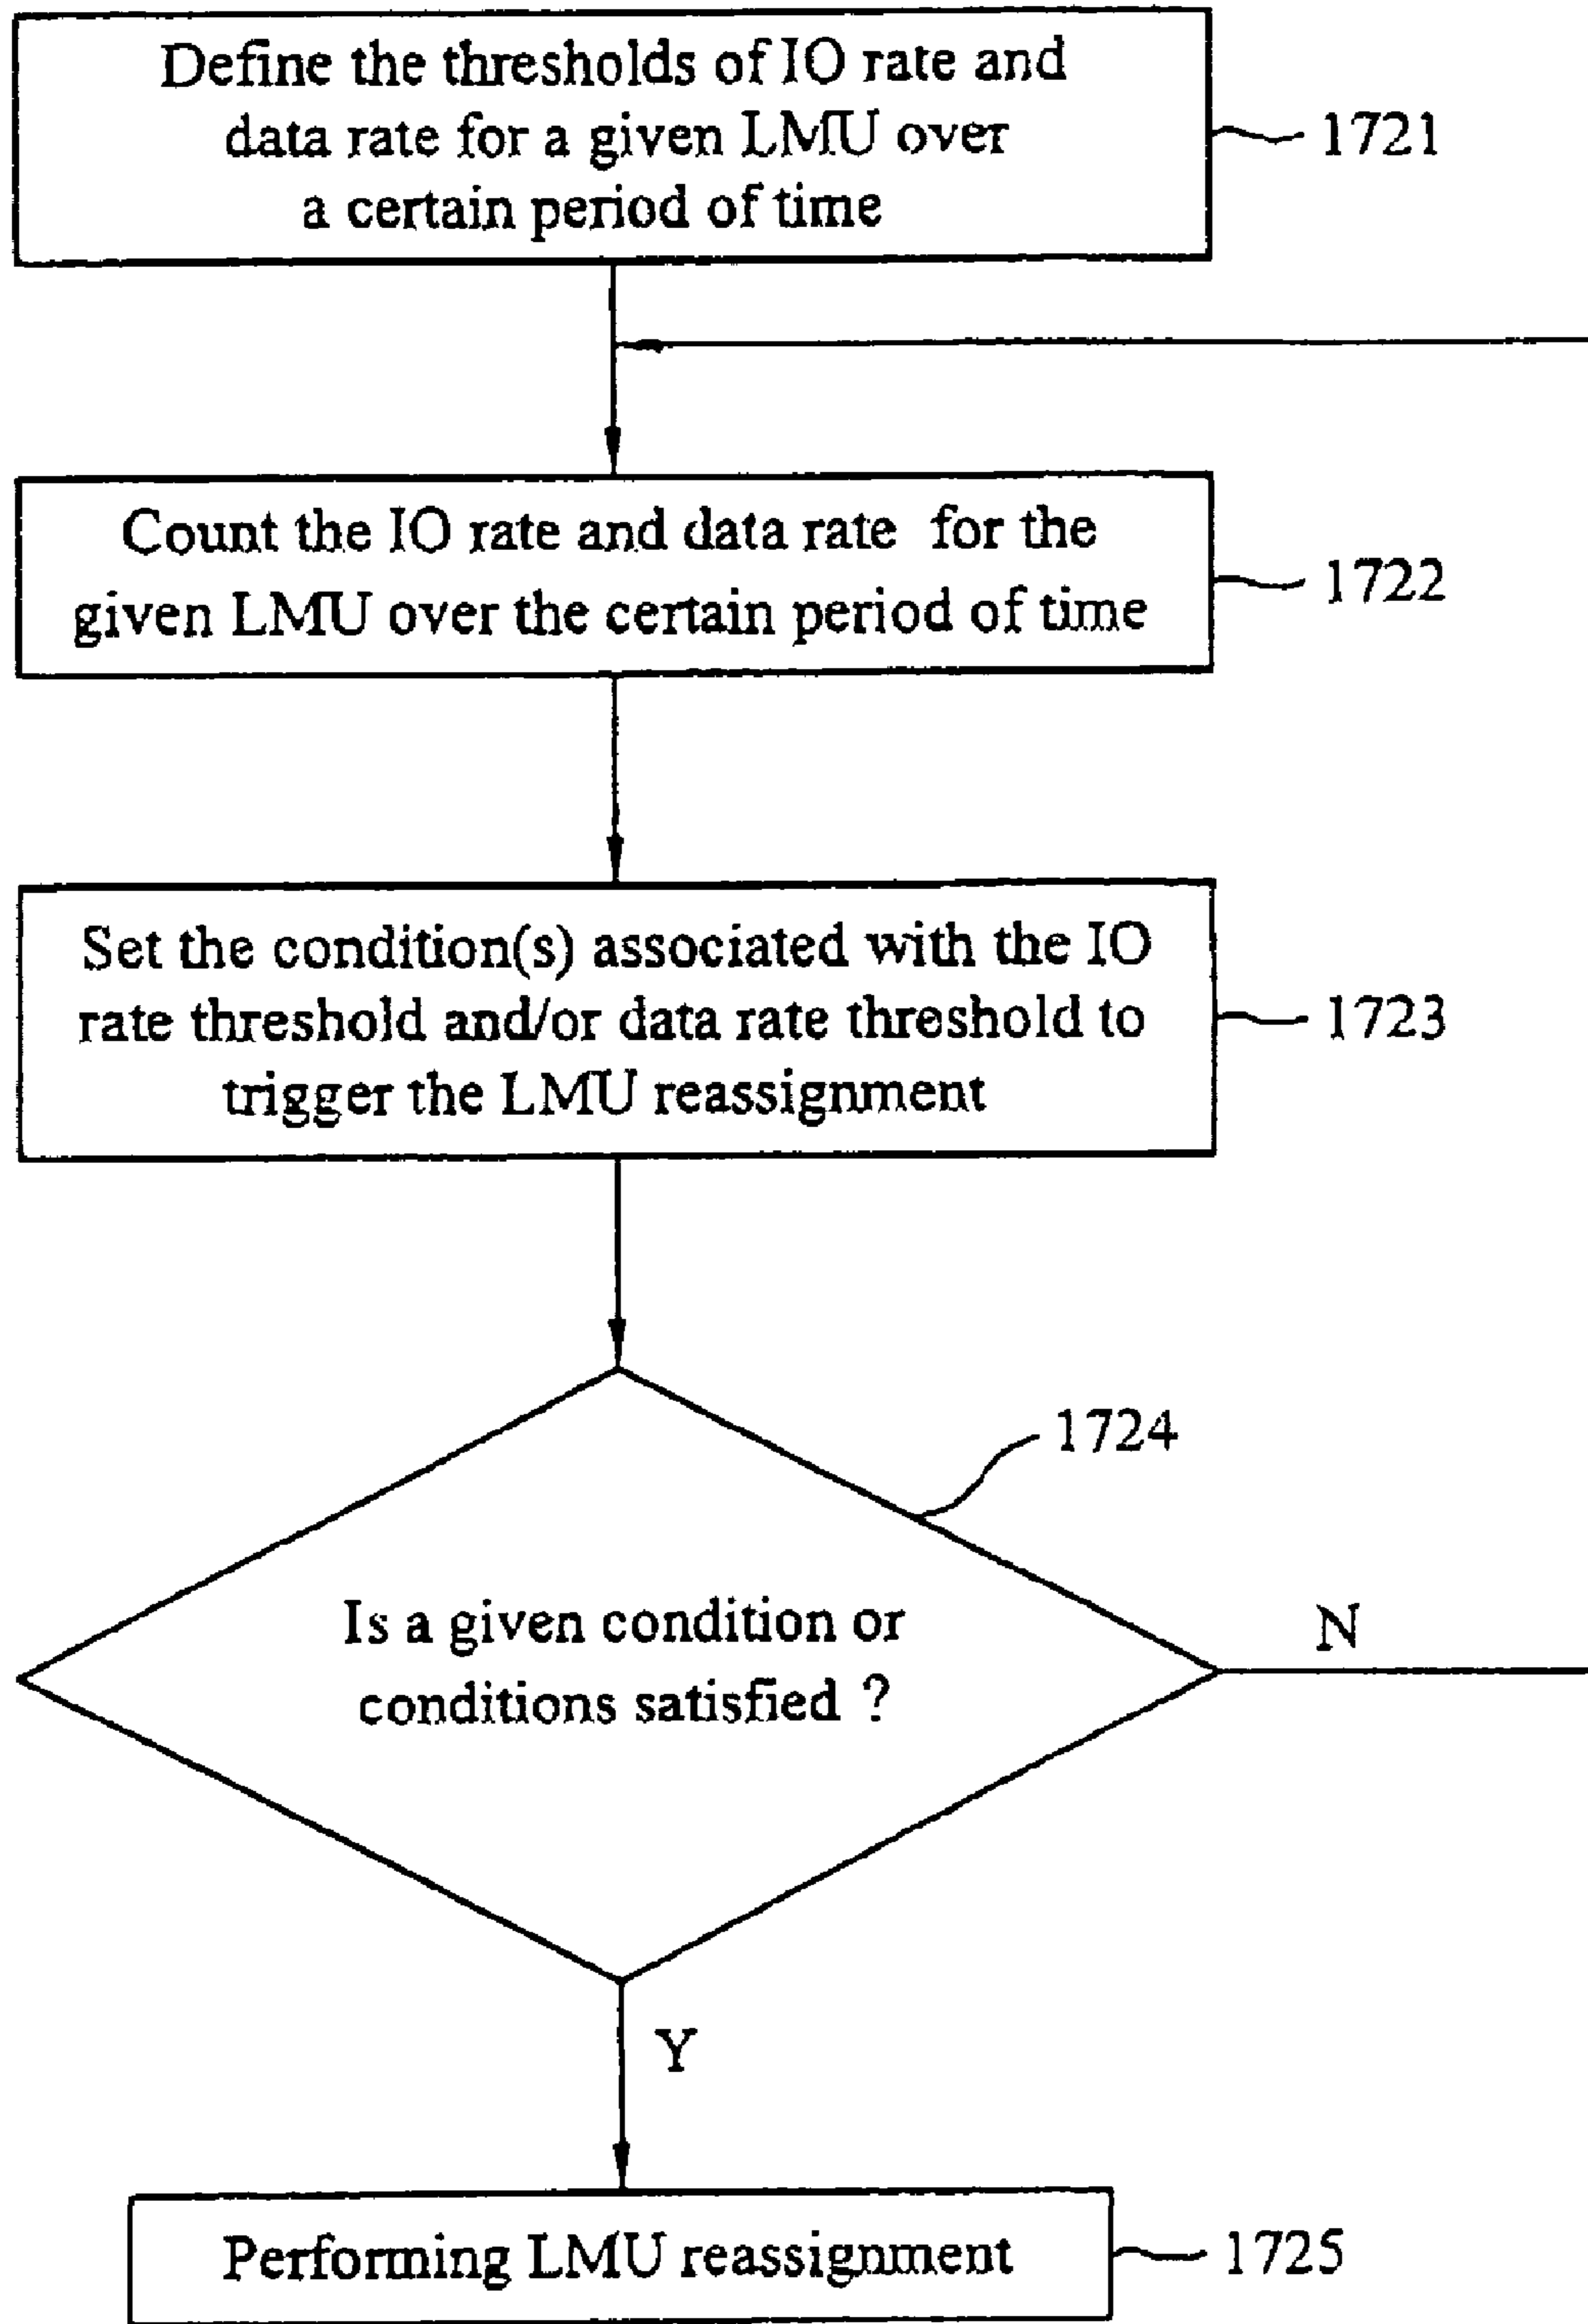 Define the thresholds of IO rate and
data rate for a given LMU over
a certain period of time
1721
Count the IO rate and data rate for the
given LMU over the certain period of time
1722
Set the condition(s) associated with the IO
rate threshold and/or data rate threshold to
trigger the LMU reassignment
1723
1724
Is a given condition or
conditions satisfied ?
N
Y
Performing LMU reassignment
1725